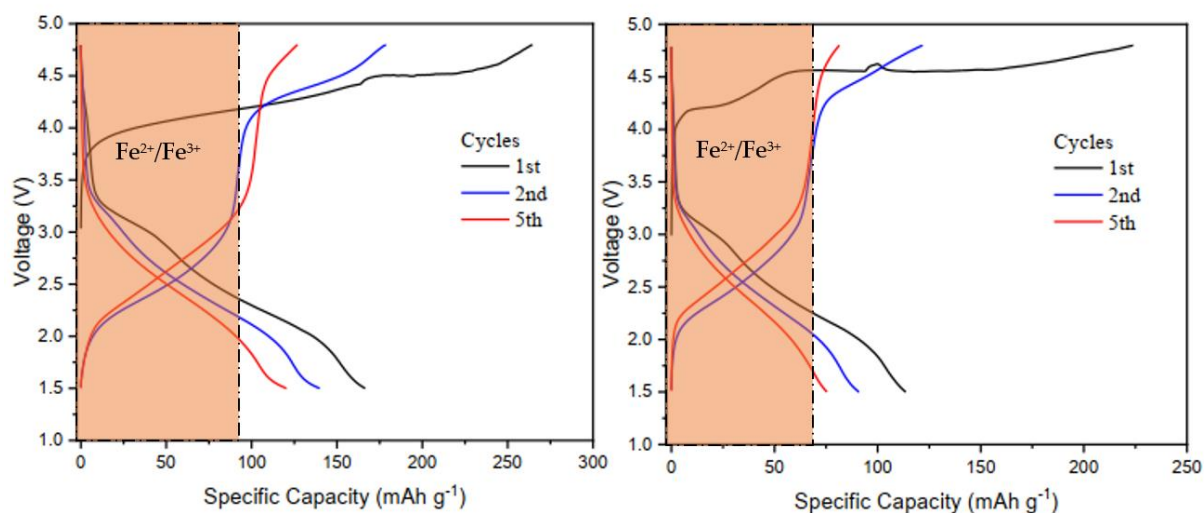 5.0
4.5
4.0
3.5
3.0
2.5
2.0
1.5
1.0
Voltage (V)
Fe²⁺/Fe³⁺
Cycles
1st
2nd
5th
0 50 100 150 200 250 300
Specific Capacity (mAh g⁻¹)
5.0
4.5
4.0
3.5
3.0
2.5
2.0
1.5
1.0
Voltage (V)
Fe²⁺/Fe³⁺
Cycles
1st
2nd
5th
0 50 100 150 200 250
Specific Capacity (mAh g⁻¹)